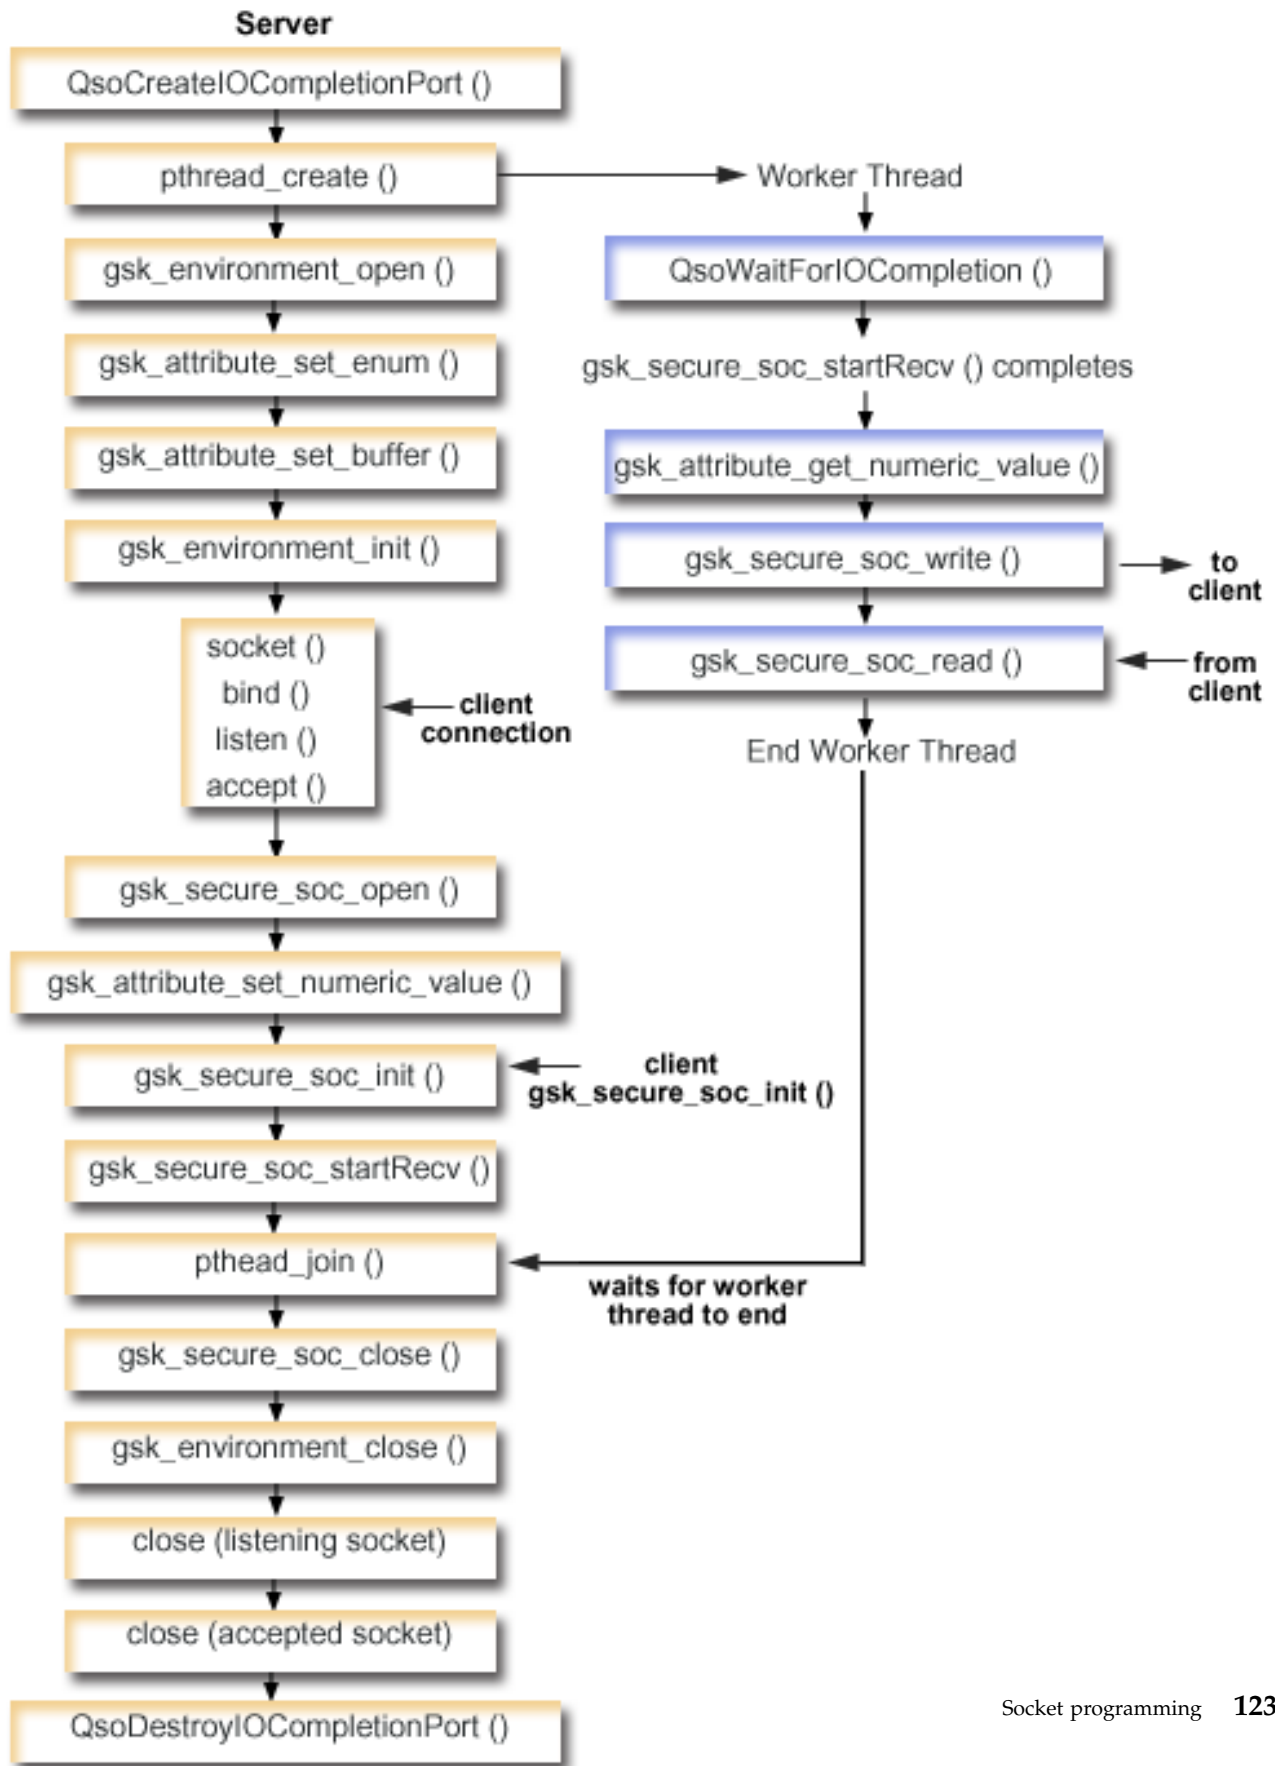 Server
QsoCreateIOCompletionPort ()
pthread_create ()
Worker Thread
gsk_environment_open ()
QsoWaitForIOCompletion ()
gsk_attribute_set_enum ()
gsk_secure_soc_startRecv () completes
gsk_attribute_set_buffer ()
gsk_attribute_get_numeric_value ()
gsk_environment_init ()
gsk_secure_soc_write ()
to
client
socket ()
bind ()
listen ()
accept ()
client
connection
gsk_secure_soc_read ()
from
client
End Worker Thread
gsk_secure_soc_open ()
gsk_attribute_set_numeric_value ()
gsk_secure_soc_init ()
client
gsk_secure_soc_init ()
gsk_secure_soc_startRecv ()
pthead_join ()
waits for worker
thread to end
gsk_secure_soc_close ()
gsk_environment_close ()
close (listening socket)
close (accepted socket)
QsoDestroyIOCompletionPort ()
Socket programming 123